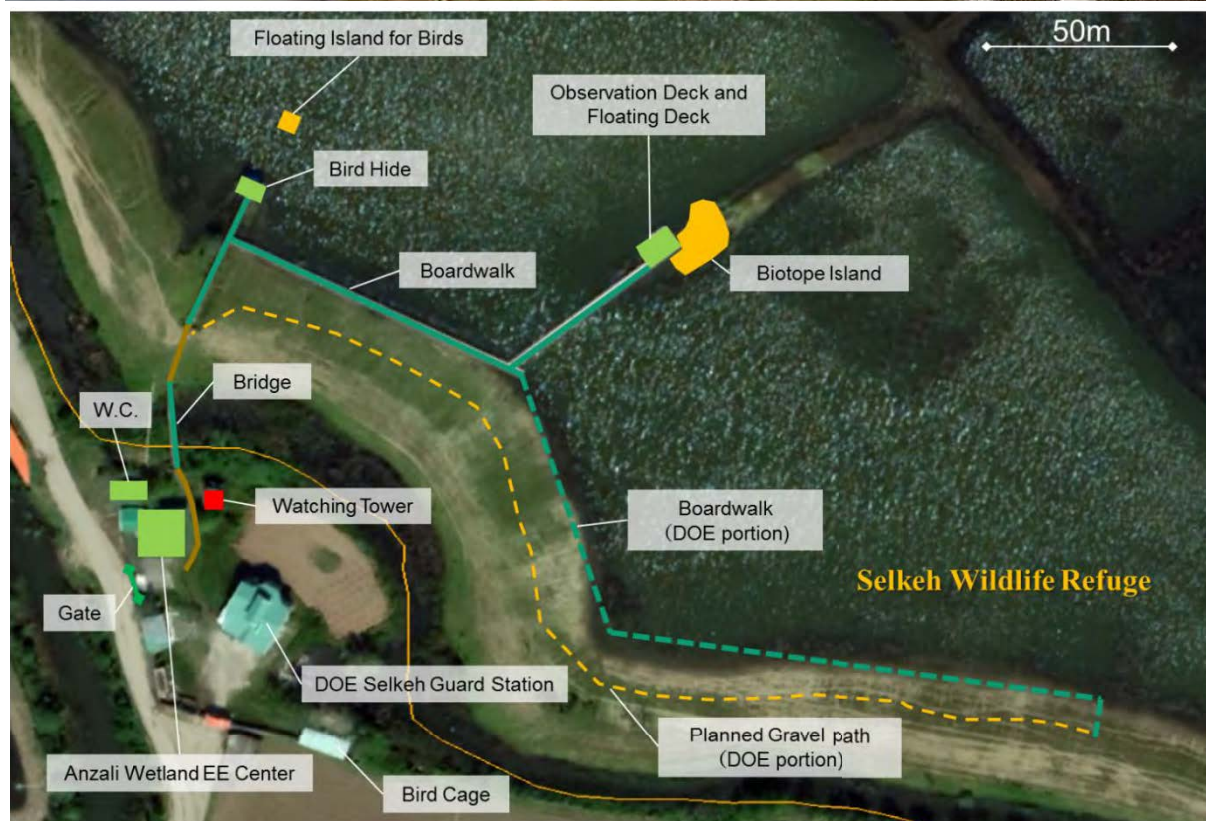 50m
Floating Island for Birds
Observation Deck and
Floating Deck
Bird Hide
Boardwalk
Biotope Island
Bridge
W.C.
Watching Tower
Boardwalk
(DOE portion)
Selkeh Wildlife Refuge
Gate
DOE Selkeh Guard Station
Planned Gravel path
(DOE portion)
Anzali Wetland EE Center
Bird Cage